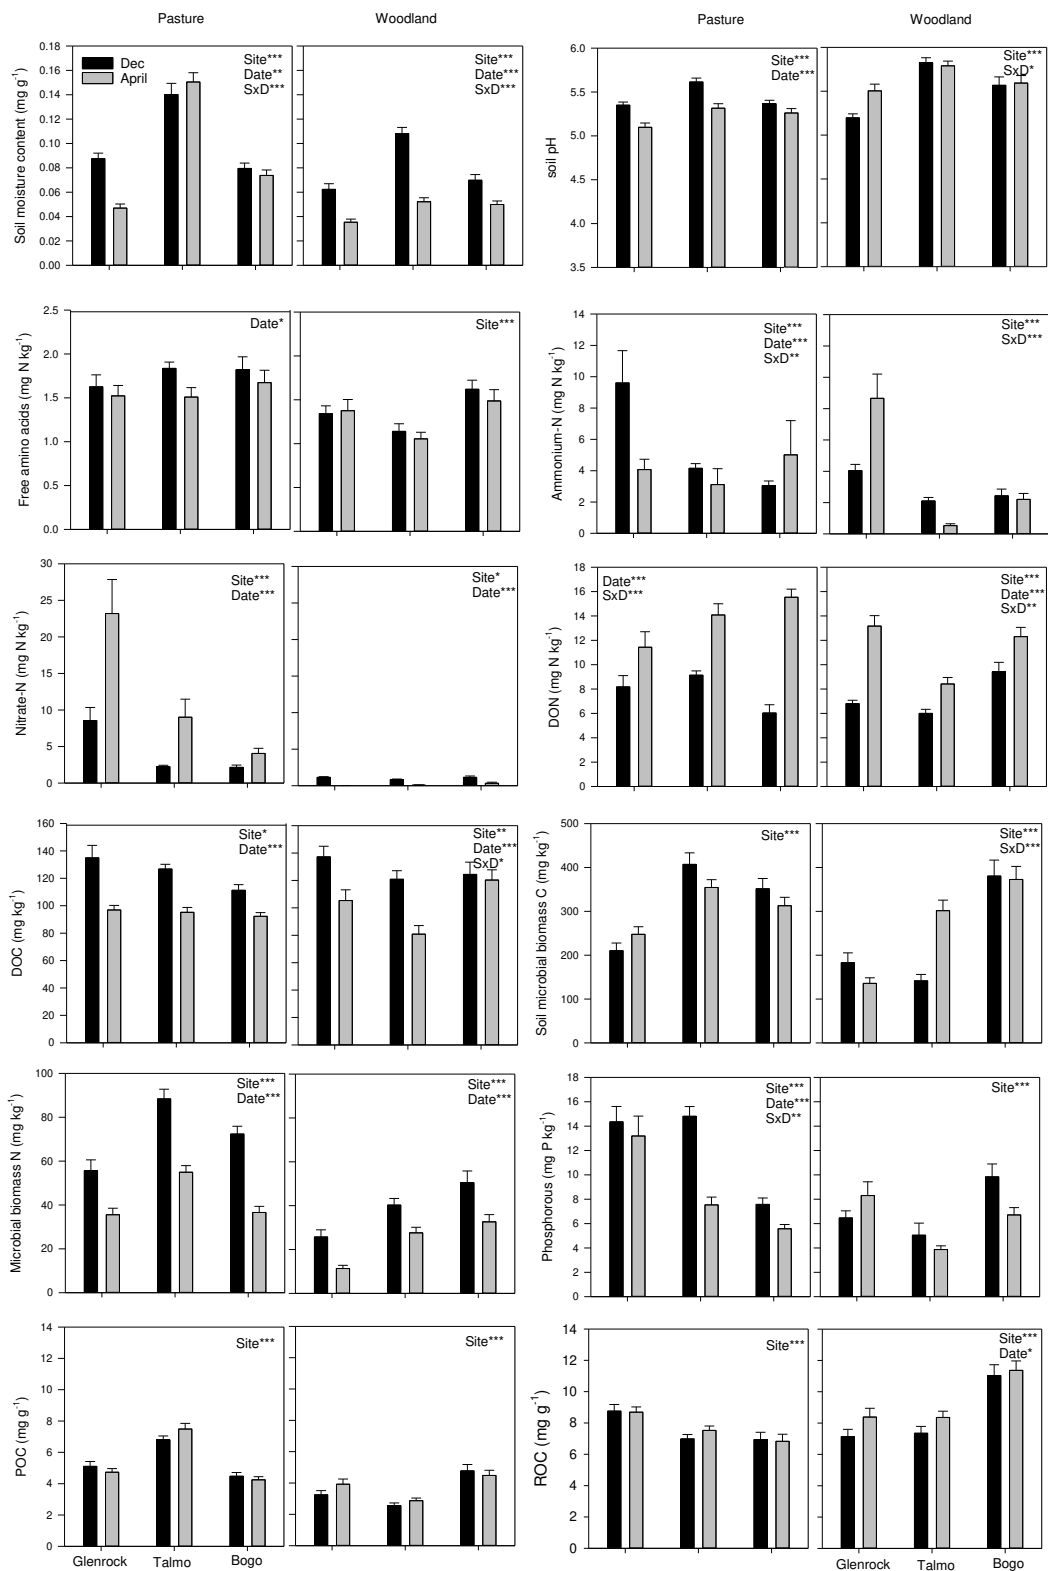 Pasture
Woodland
Pasture
Woodland
Soil moisture content (mg g-1)
0.18
0.16
0.14
0.12
0.10
0.08
0.06
0.04
0.02
0.00
Dec
April
Site***
Date**
SxD***
Site***
Date***
SxD***
soil pH
6.0
5.5
5.0
4.5
4.0
3.5
Site***
Date***
Site***
SxD*
Free amino acids (mg N kg-1)
2.5
2.0
1.5
1.0
0.5
0.0
Date*
Site***
Ammonium-N (mg N kg-1)
14
12
10
8
6
4
2
0
Site***
Date***
SxD**
Site***
SxD***
Nitrate-N (mg N kg-1)
30
25
20
15
10
5
0
Site***
Date***
Site*
Date***
DON (mg N kg-1)
18
16
14
12
10
8
6
4
2
0
Date***
SxD***
Site***
Date***
SxD**
DOC (mg kg-1)
160
140
120
100
80
60
40
20
0
Site*
Date***
Site**
Date***
SxD*
Soil microbial biomass C (mg kg-1)
500
400
300
200
100
0
Site***
Site***
SxD***
Microbial biomass N (mg kg-1)
100
80
60
40
20
0
Site***
Date***
Site***
Date***
Phosphorous (mg P kg-1)
18
16
14
12
10
8
6
4
2
0
Site***
Date***
SxD**
Site***
POC (mg g-1)
14
12
10
8
6
4
2
0
Site***
Site***
Glenrock
Talmo
Bogo
ROC (mg g-1)
14
12
10
8
6
4
2
0
Site***
Site***
Date*
Glenrock
Talmo
Bogo